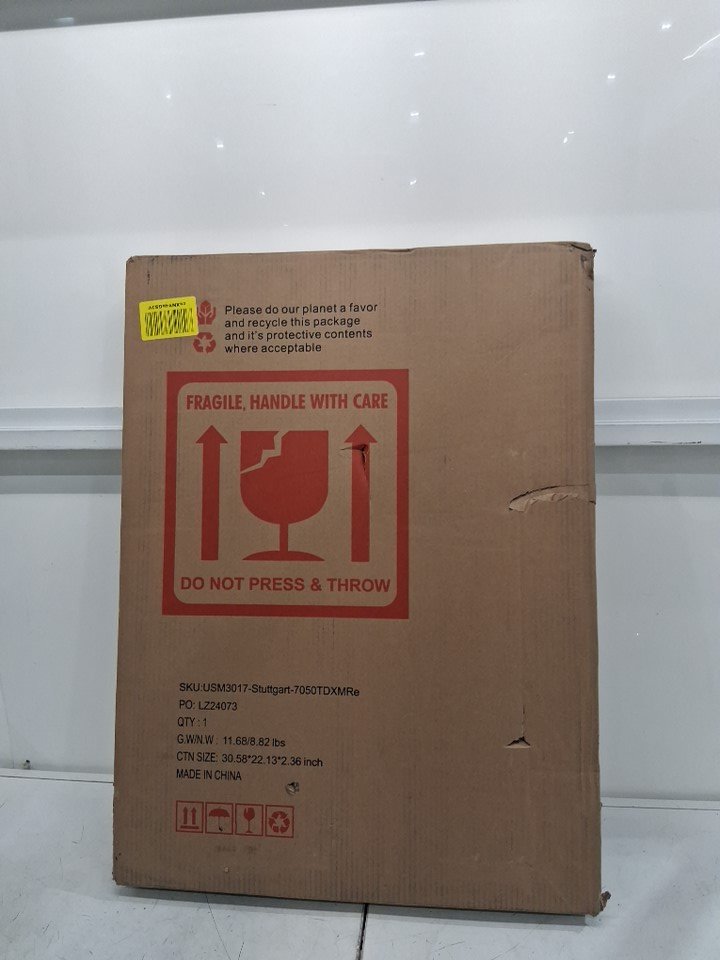 Please do our planet a favor
and recycle this package
and it's protective contents
where acceptable
FRAGILE, HANDLE WITH CARE
DO NOT PRESS & THROW
SKU:USM3017-Stuttgart-7050TDXMRe
PO: LZ24073
QTY : 1
G.W/N.W : 11.68/8.82 lbs
CTN SIZE: 30.58*22.13*2.36 inch
MADE IN CHINA